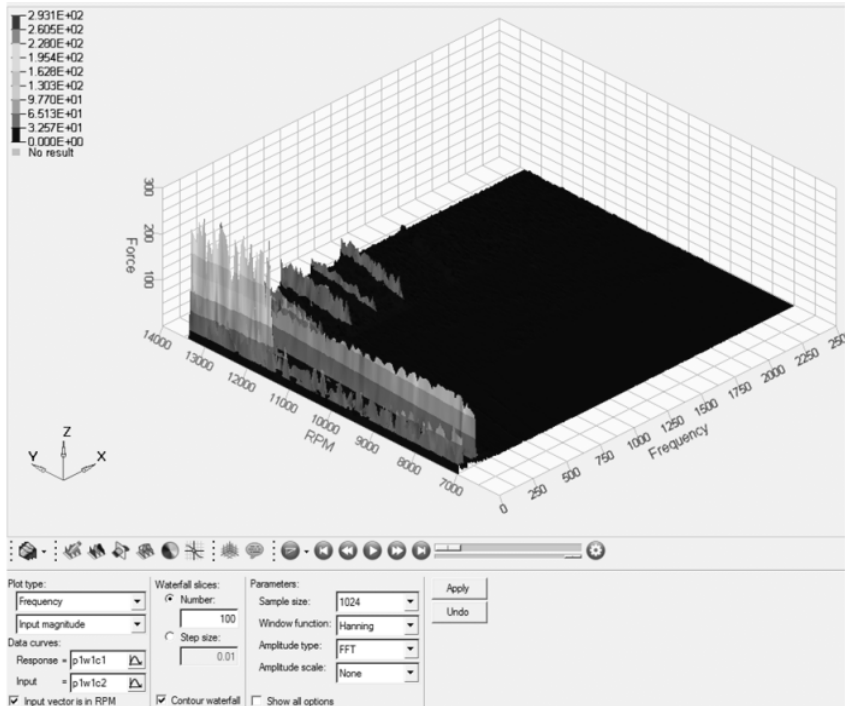 2.931E+02
2.605E+02
2.280E+02
1.954E+02
1.628E+02
1.303E+02
9.770E+01
6.513E+01
3.257E+01
0.000E+00
No result
300
200
100
Force
14000
13000
12000
11000
10000
9000
8000
7000
RPM
0
250
500
750
1000
1250
1500
1750
2000
2250
250
Frequency
Z
Y
X
Plot type:
Frequency
Input magnitude
Data curves:
Response = p1w1c1
Input = p1w1c2
Input vector is in RPM
Waterfall slices:
Number:
100
Step size:
0.01
Contour waterfall
Parameters:
Sample size: 1024
Window function: Hanning
Amplitude type: FFT
Amplitude scale: None
Show all options
Apply
Undo